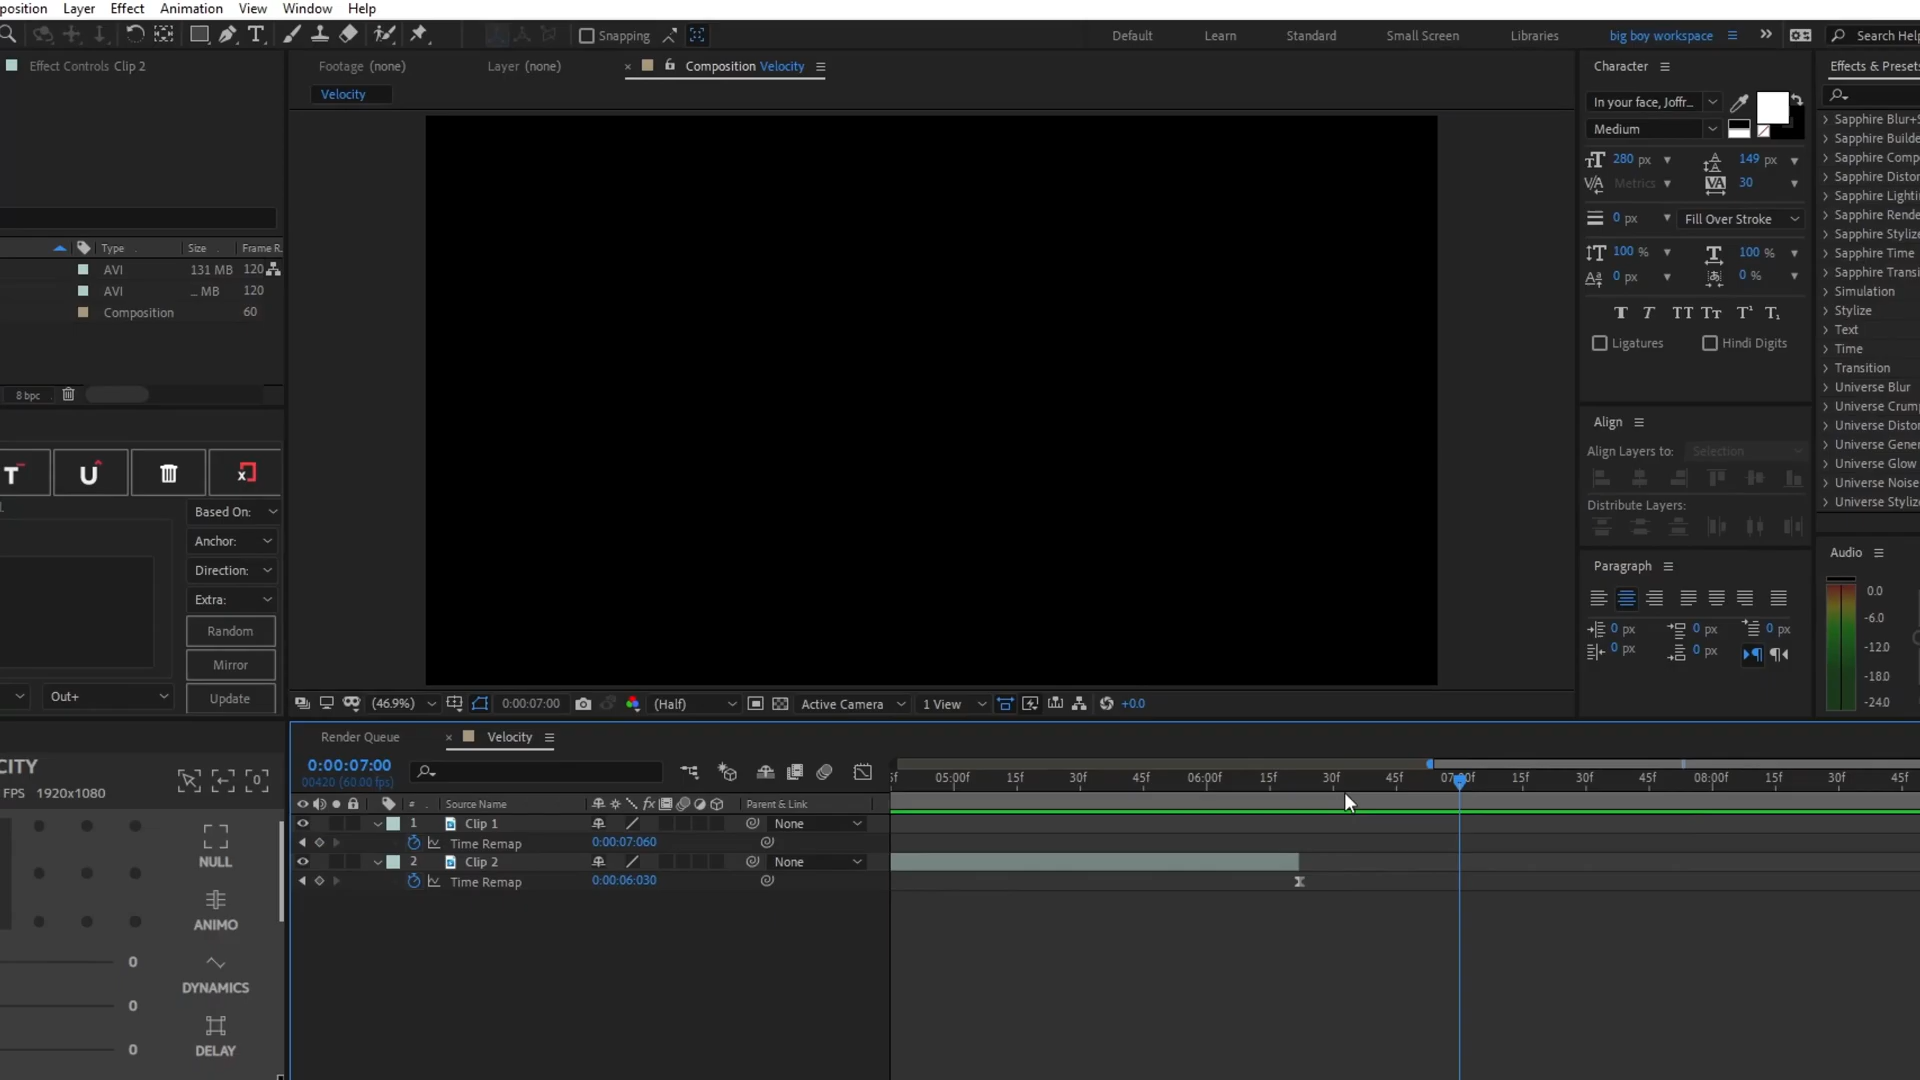 position Layer Effect Animation View Window Help
Snapping Default Learn Standard Small Screen Libraries big boy workspace Search Help
Effect Controls Clip 2 Footage (none) Layer (none) Composition Velocity Character Effects & Presets
Velocity
In your face, Joffr...
Medium
280 px 149 px
Metrics 30
0 px Fill Over Stroke
100 % 100 %
0 px 0 %
Ligatures Hindi Digits
Type Size Frame R.
AVI 131 MB 120
AVI ... MB 120
Composition 60
8 bpc
Sapphire Blur+S
Sapphire Builde
Sapphire Comp
Sapphire Distor
Sapphire Lightin
Sapphire Rende
Sapphire Stylize
Sapphire Time
Sapphire Transi
Simulation
Stylize
Text
Time
Transition
Universe Blur
Universe Crum
Universe Distor
Universe Gener
Universe Glow
Universe Noise
Universe Styliz
Align
Align Layers to: Selection
Distribute Layers:
Paragraph
0 px 0 px 0 px
0 px 0 px
Audio
0.0
-6.0
-12.0
-18.0
-24.0
Based On:
Anchor:
Direction:
Extra:
Random
Mirror
Out+ Update
(46.9%) 0:00:07:00 (Half) Active Camera 1 View +0.0
Render Queue Velocity
0:00:07:00
00420 (60.00 fps)
5f 05:00f 15f 30f 45f 06:00f 15f 30f 45f 07:00f 15f 30f 45f 08:00f 15f 30f 45f
# Source Name Parent & Link
1 Clip 1 None
Time Remap 0:00:07:060
2 Clip 2 None
Time Remap 0:00:06:030
CITY
FPS 1920x1080
NULL
ANIMO
0
DYNAMICS
0
DELAY
0